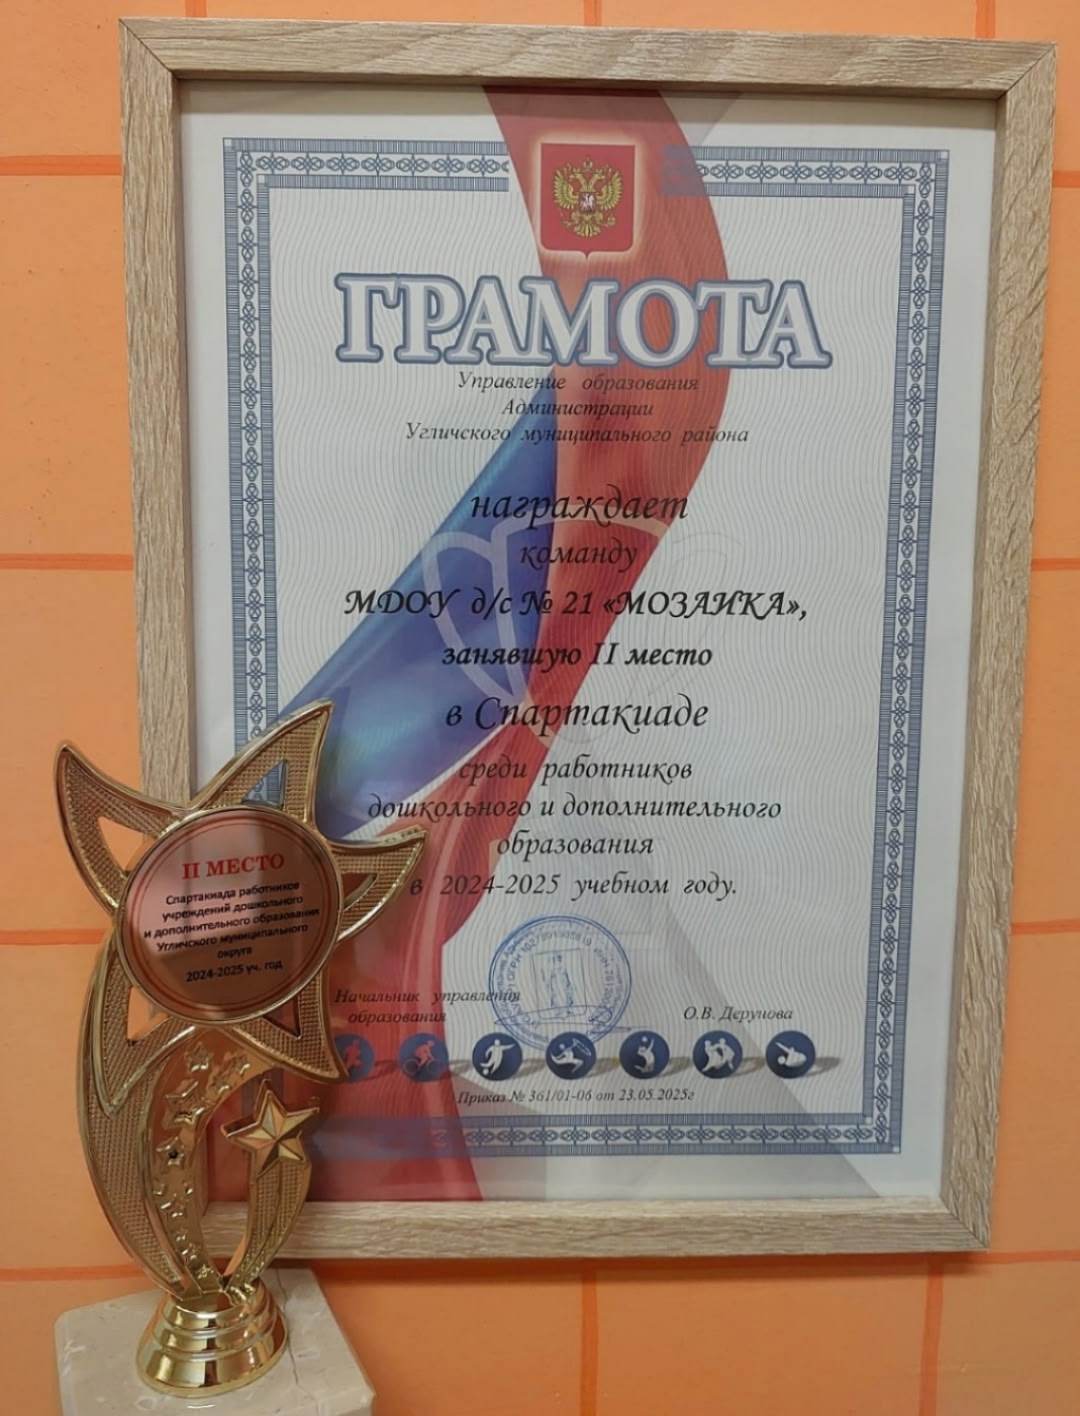 ГРАМОТА
Управление образования
Администрации
Угличского муниципального района
награждает
команду
МДОУ д/с № 21 «МОЗАИКА»,
занявшую II место
в Спартакиаде
среди работников
дошкольного и дополнительного
образования
в 2024-2025 учебном году.
Начальник управления
образования
О.В. Дерунова
Приказ № 361/01-06 от 23.05.2025г
II МЕСТО
Спартакиада работников
учреждений дошкольного
и дополнительного образования
Угличского муниципального
округа
2024-2025 уч. год